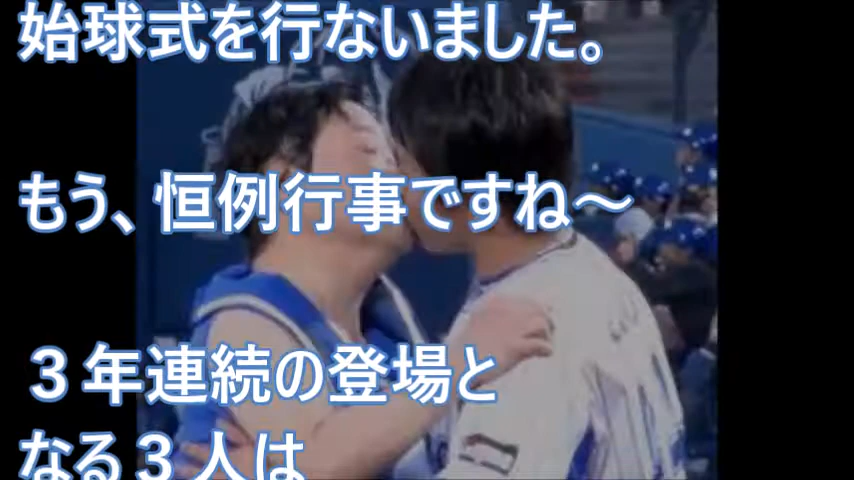 始球式を行ないました。
もう、恒例行事ですね～
３年連続の登場と
なる３人は